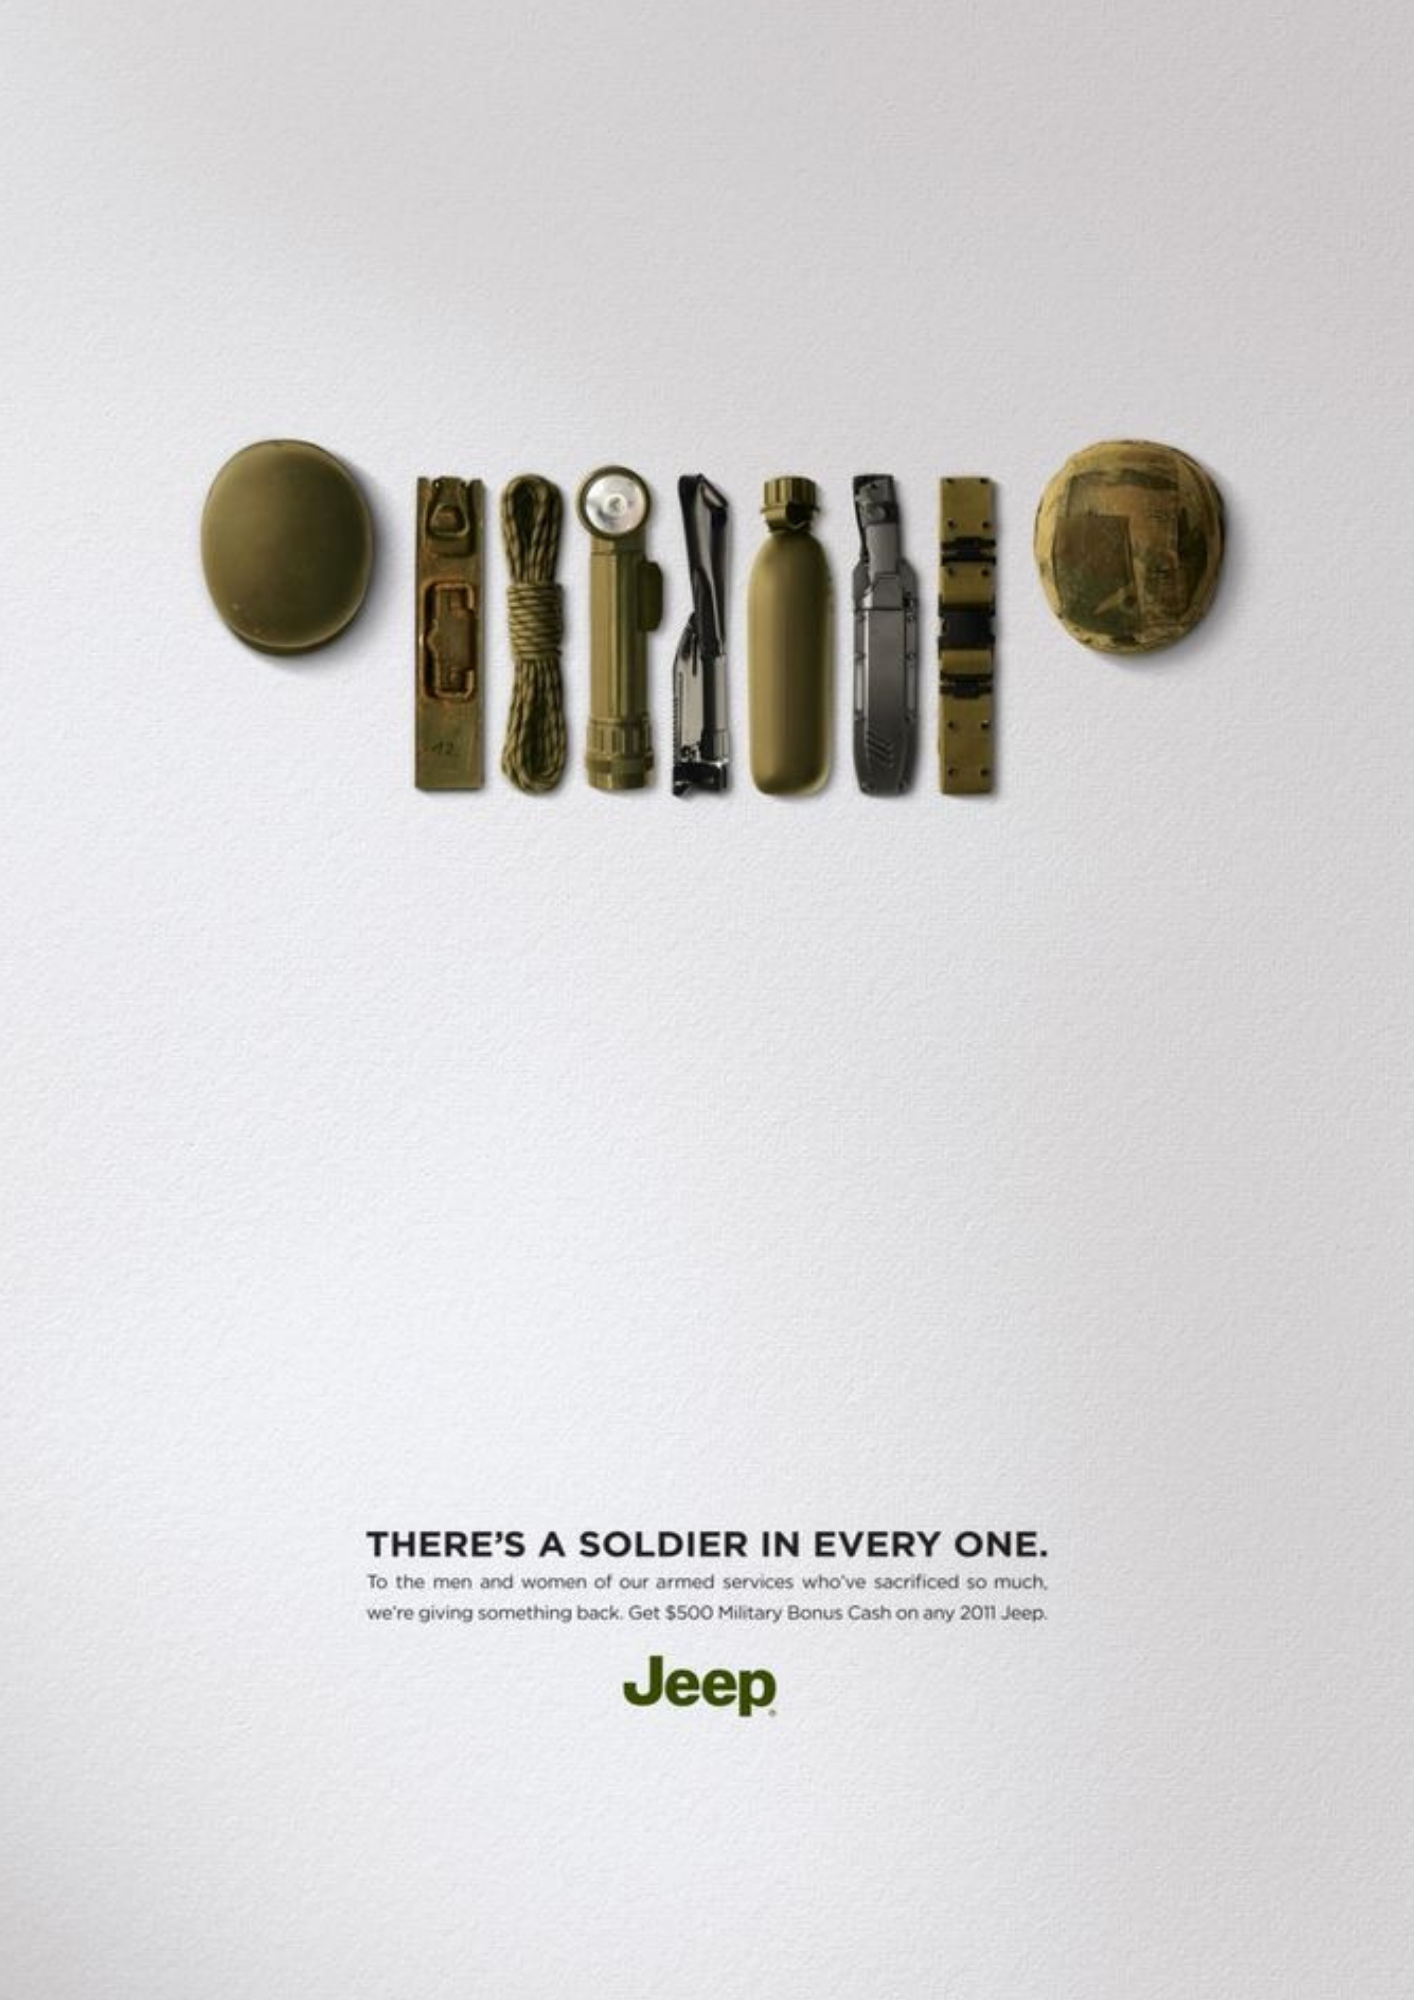 12
THERE'S A SOLDIER IN EVERY ONE.
To the men and women of our armed services who've sacrificed so much,
we're giving something back. Get $500 Military Bonus Cash on any 2011 Jeep.
Jeep®